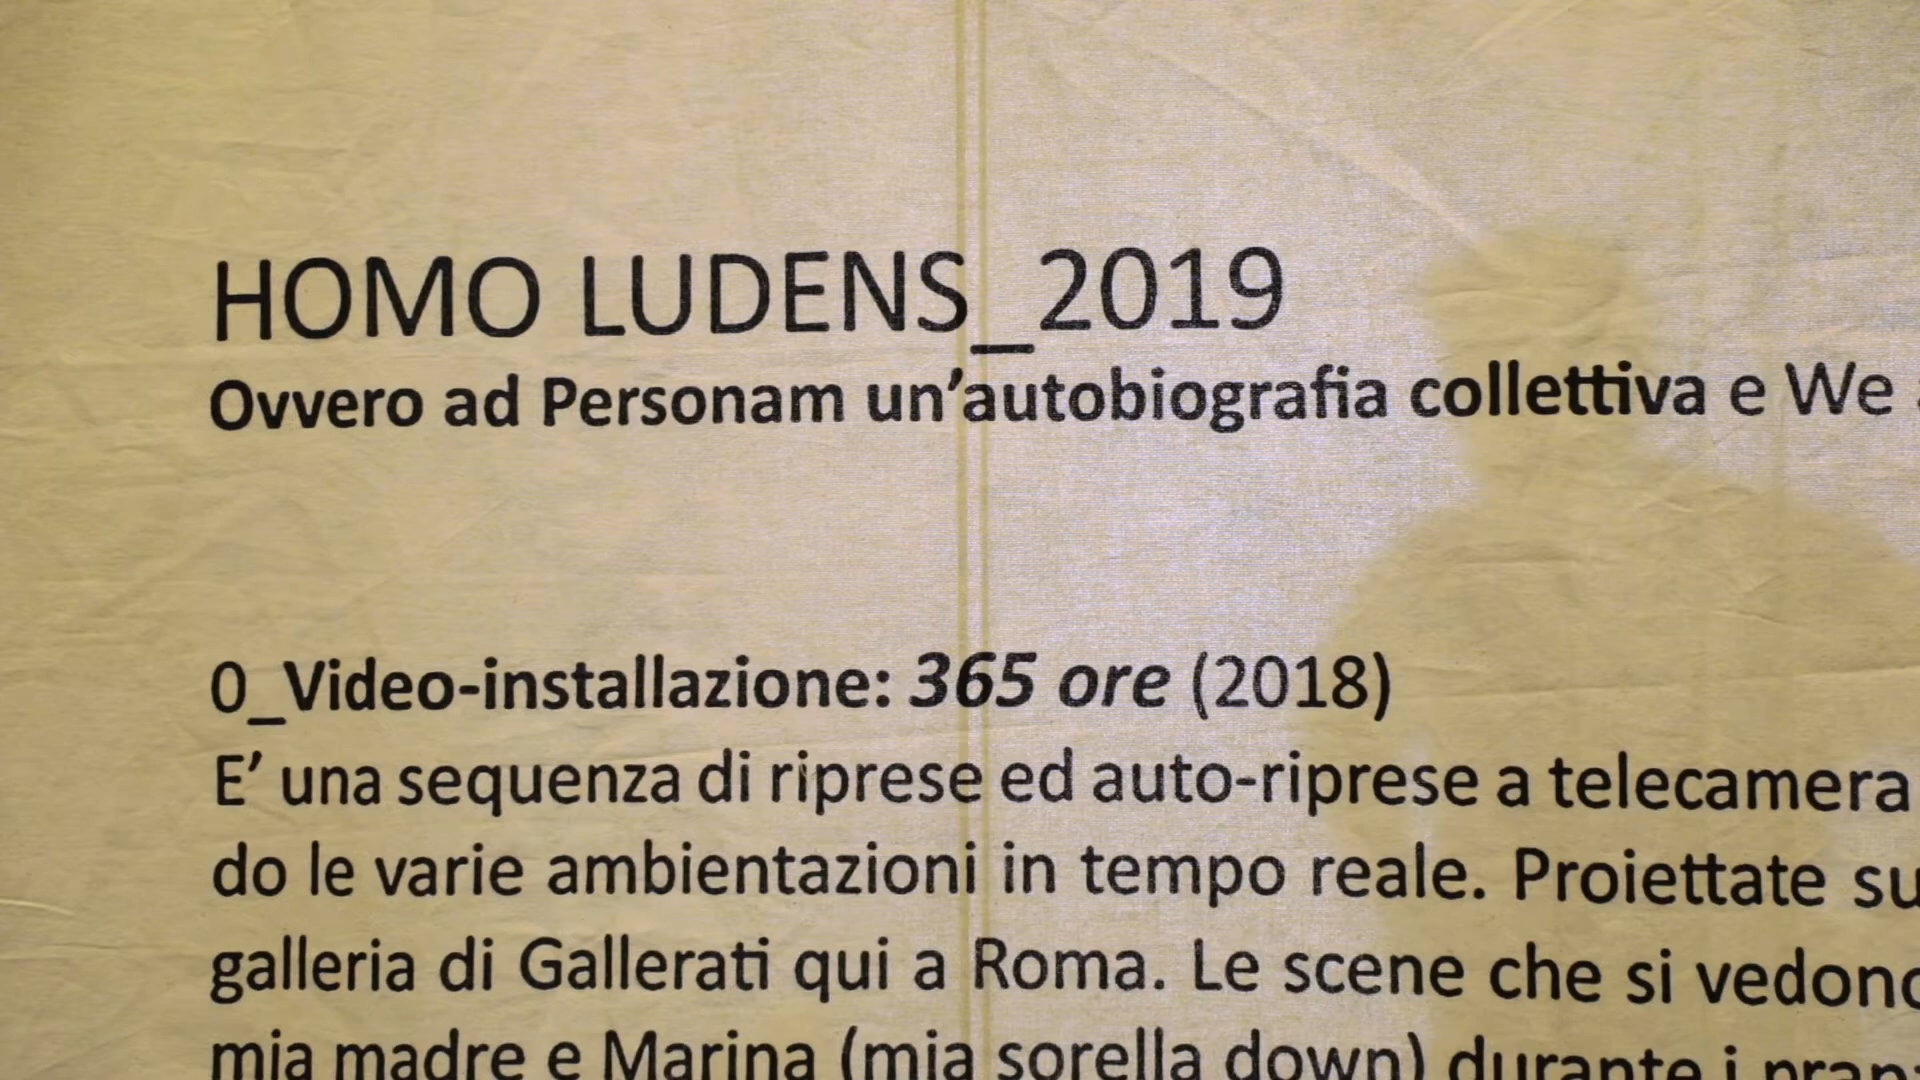 HOMO LUDENS_2019
Ovvero ad Personam un’autobiografia collettiva e We
0_Video-installazione: 365 ore (2018)
E’ una sequenza di riprese ed auto-riprese a telecamera
do le varie ambientazioni in tempo reale. Proiettate su
galleria di Gallerati qui a Roma. Le scene che si vedono
mia madre e Marina (mia sorella down) durante i